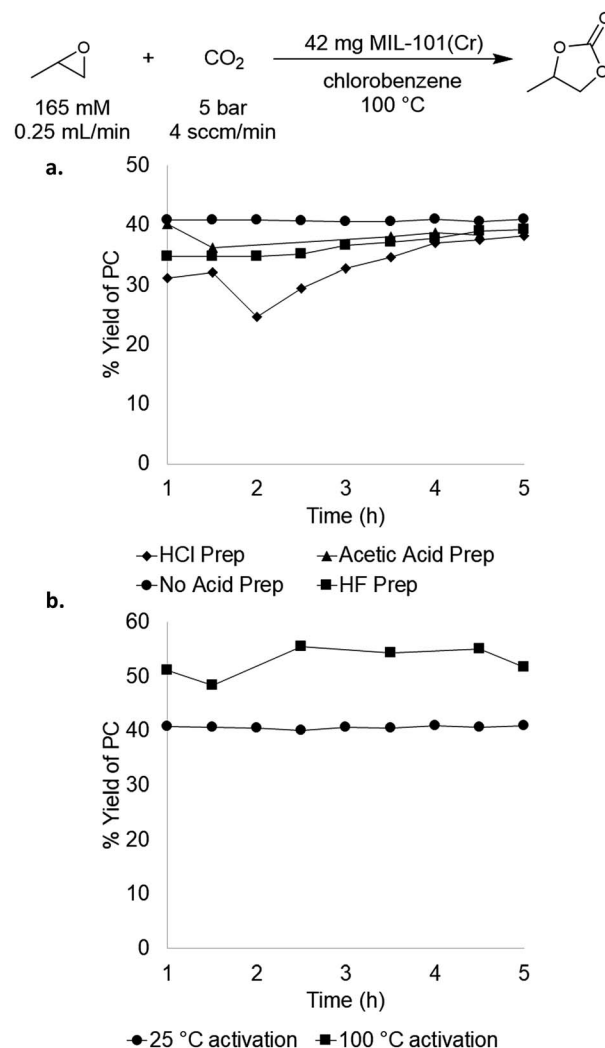 O
O
+ CO2 42 mg MIL-101(Cr) O O
165 mM 5 bar chlorobenzene
0.25 mL/min 4 sccm/min 100 °C
a.
50
40
30
20
10
0
% Yield of PC
1 2 3 4 5
Time (h)
HCl Prep Acetic Acid Prep
No Acid Prep HF Prep
b.
60
50
40
30
20
10
0
% Yield of PC
1 2 3 4 5
Time (h)
25 °C activation 100 °C activation